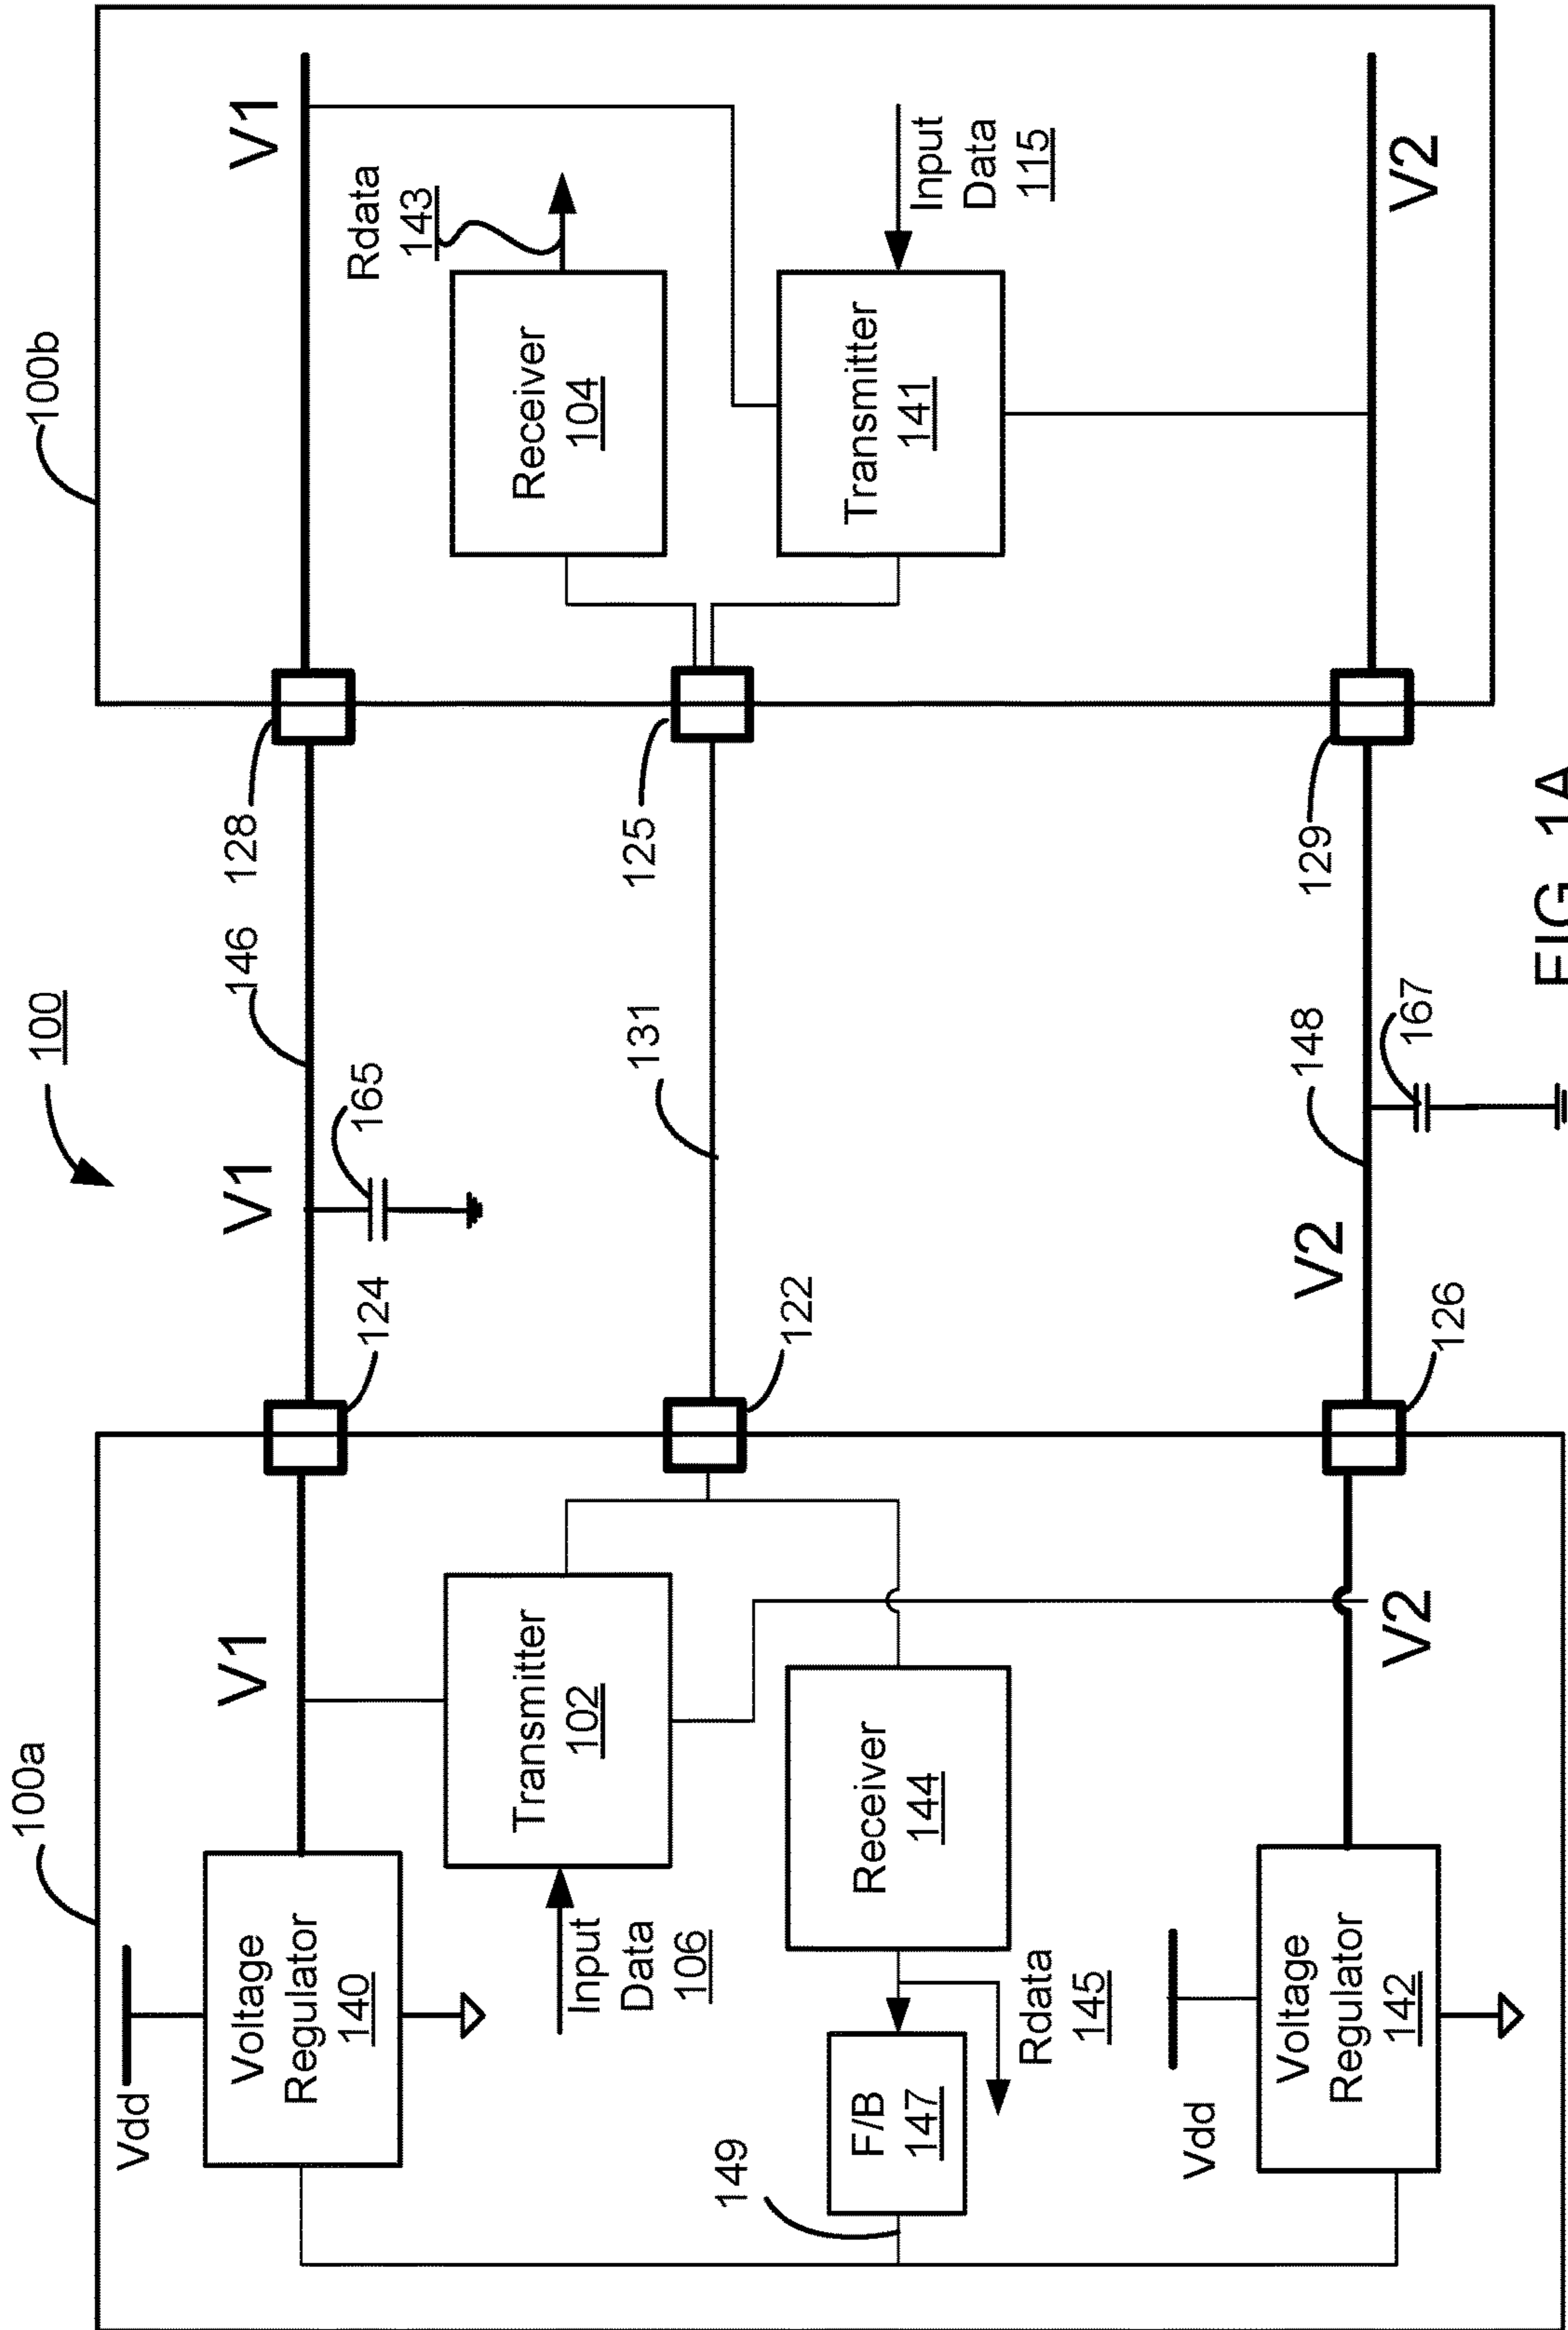 100
100a
100b
Vdd
Voltage
Regulator
140
V1
124
V1
165
146
128
V1
Transmitter
102
Input
Data
106
122
131
125
Rdata
143
Receiver
104
Receiver
144
F/B
147
149
Rdata
145
Transmitter
141
Input
Data
115
Vdd
Voltage
Regulator
142
V2
126
V2
148
167
129
V2
FIG 1A